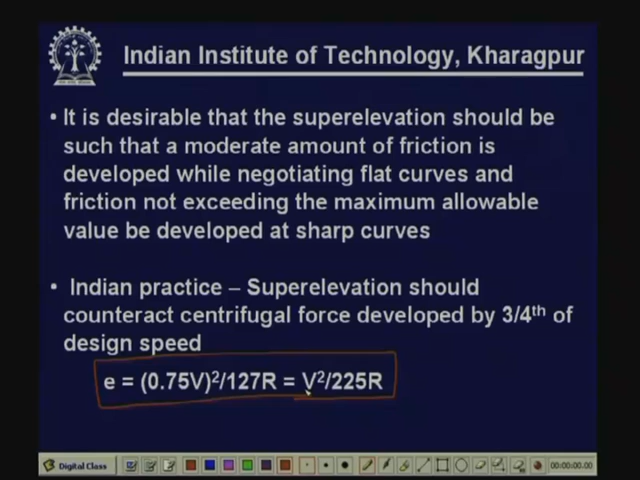 Indian Institute of Technology, Kharagpur
• It is desirable that the superelevation should be
such that a moderate amount of friction is
developed while negotiating flat curves and
friction not exceeding the maximum allowable
value be developed at sharp curves
• Indian practice – Superelevation should
counteract centrifugal force developed by 3/4th of
design speed
e = (0.75V)²/127R = V²/225R
Digital Class
00:00:00.00